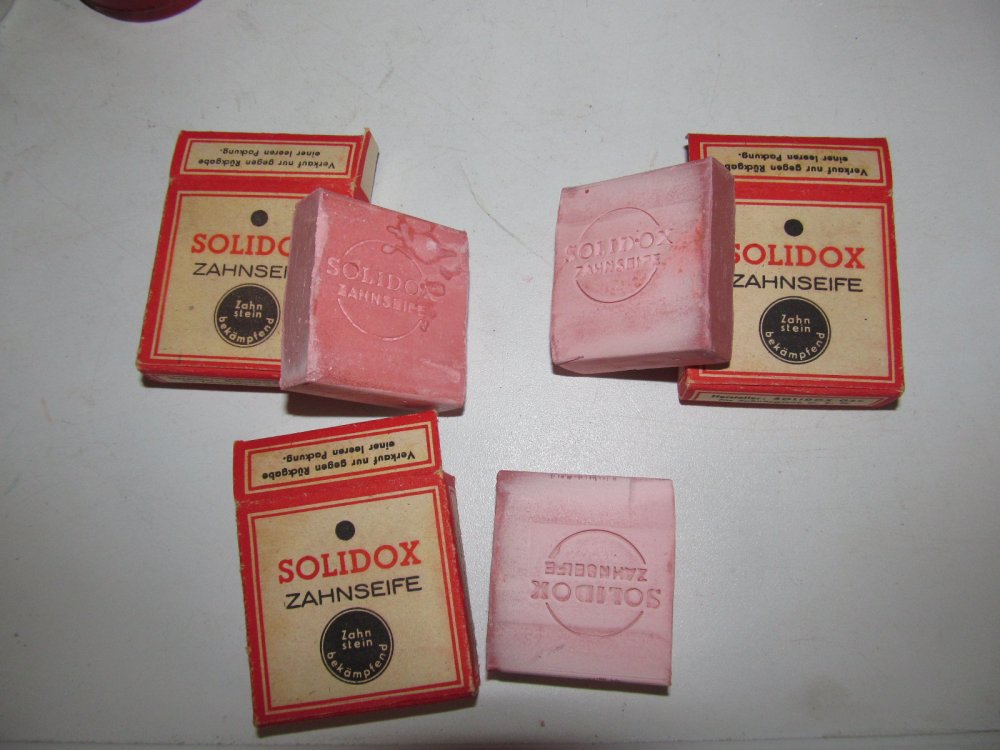 Verkauf nur gegen Rückgabe
einer leeren Packung.
SOLIDOX
ZAHNSEIFE
Zahn
stein
bekämpfend
SOLIDOX
ZAHNSEIFE
SOLIDOX
ZAHNSEIFE
Verkauf nur gegen Rückgabe
einer leeren Packung.
SOLIDOX
ZAHNSEIFE
Zahn
stein
bekämpfend
Hersteller: SOLIDOX
Verkauf nur gegen Rückgabe
einer leeren Packung.
SOLIDOX
ZAHNSEIFE
Zahn
stein
bekämpfend
SOLIDOX
ZAHNSEIFE